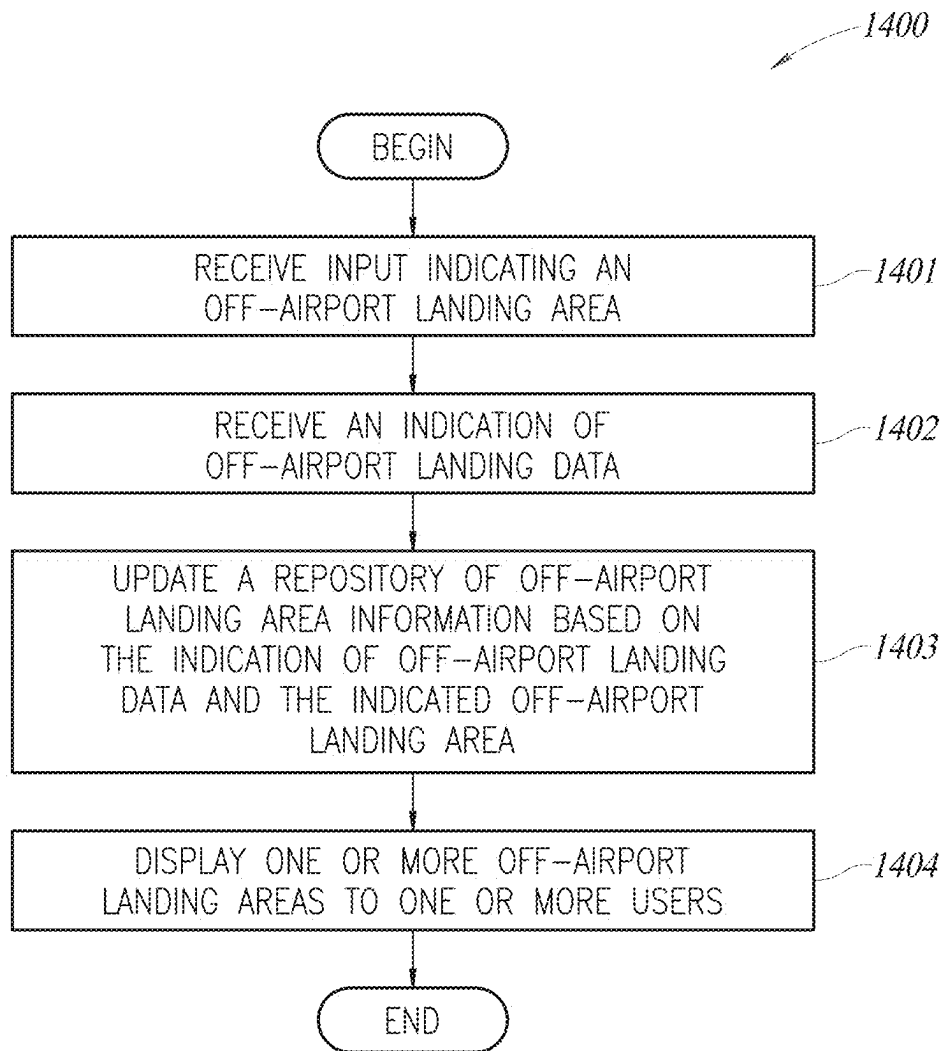 1400
BEGIN
RECEIVE INPUT INDICATING AN
OFF-AIRPORT LANDING AREA
1401
RECEIVE AN INDICATION OF
OFF-AIRPORT LANDING DATA
1402
UPDATE A REPOSITORY OF OFF-AIRPORT
LANDING AREA INFORMATION BASED ON
THE INDICATION OF OFF-AIRPORT LANDING
DATA AND THE INDICATED OFF-AIRPORT
LANDING AREA
1403
DISPLAY ONE OR MORE OFF-AIRPORT
LANDING AREAS TO ONE OR MORE USERS
1404
END